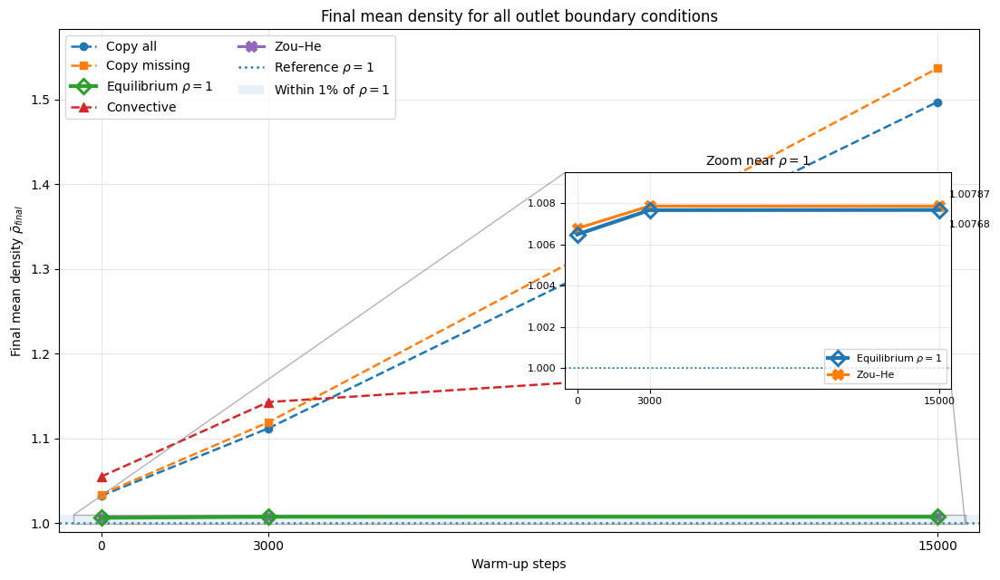 Final mean density for all outlet boundary conditions
Copy all
Copy missing
Equilibrium ρ = 1
Convective
Zou–He
Reference ρ = 1
Within 1% of ρ = 1
Final mean density ρ̄_final
1.5
1.4
1.3
1.2
1.1
1.0
Zoom near ρ = 1
1.008
1.006
1.004
1.002
1.000
1.00787
1.00768
Equilibrium ρ = 1
Zou–He
0 3000 15000
0 3000 15000
Warm-up steps